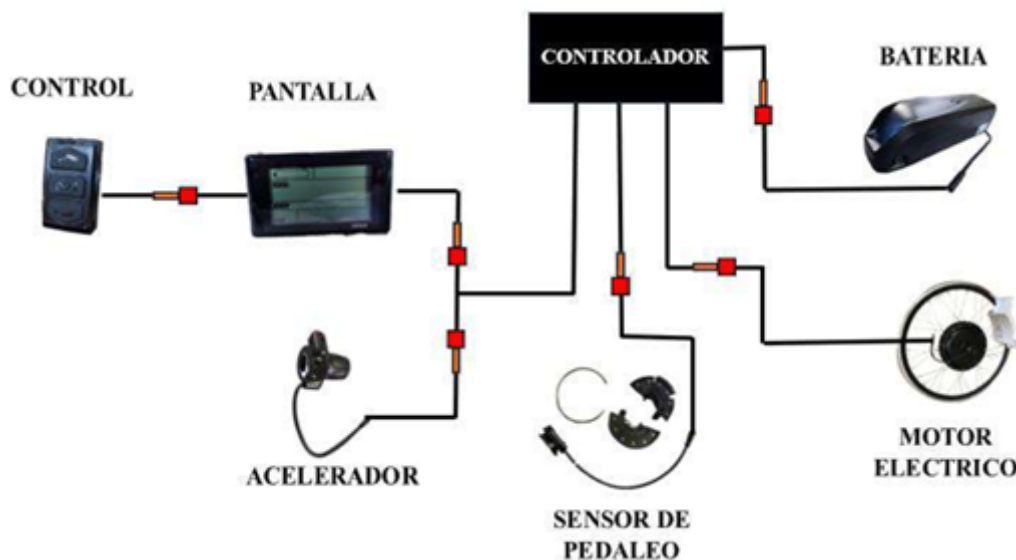 CONTROLADOR
BATERIA
CONTROL
PANTALLA
ACELERADOR
SENSOR DE
PEDALEO
MOTOR
ELECTRICO